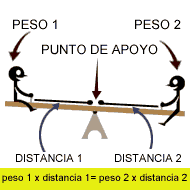 PESO 1
PESO 2
PUNTO DE APOYO
DISTANCIA 1
DISTANCIA 2
peso 1 x distancia 1= peso 2 x distancia 2